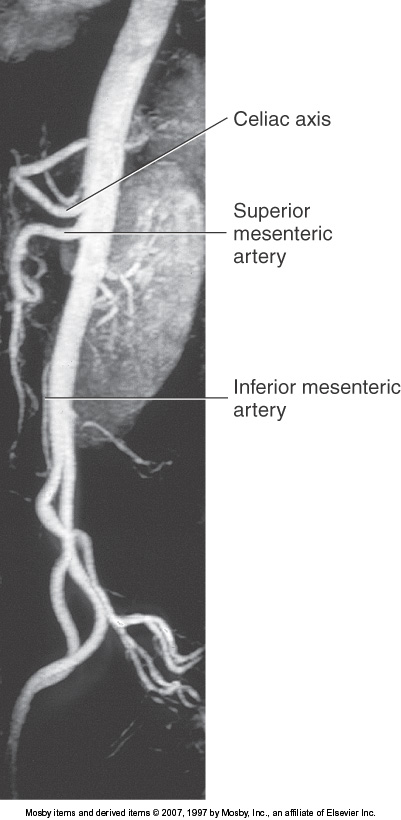 Celiac axis
Superior
mesenteric
artery
Inferior mesenteric
artery
Mosby items and derived items © 2007, 1997 by Mosby, Inc., an affiliate of Elsevier Inc.